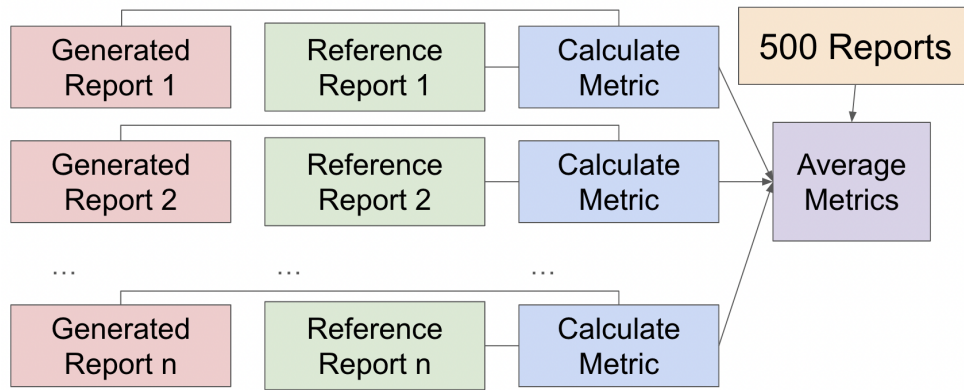 Generated
Report 1
Reference
Report 1
Calculate
Metric
500 Reports
Generated
Report 2
Reference
Report 2
Calculate
Metric
Average
Metrics
...
...
...
Generated
Report n
Reference
Report n
Calculate
Metric